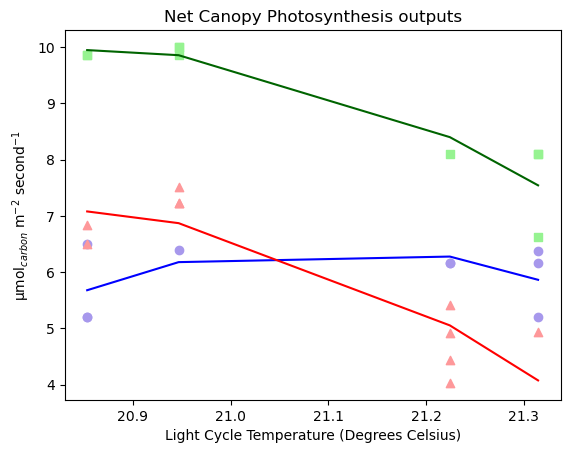 Net Canopy Photosynthesis outputs
10
9
8
7
6
5
4
μmol$_{carbon}$ m$^{-2}$ second$^{-1}$
20.9 21.0 21.1 21.2 21.3
Light Cycle Temperature (Degrees Celsius)